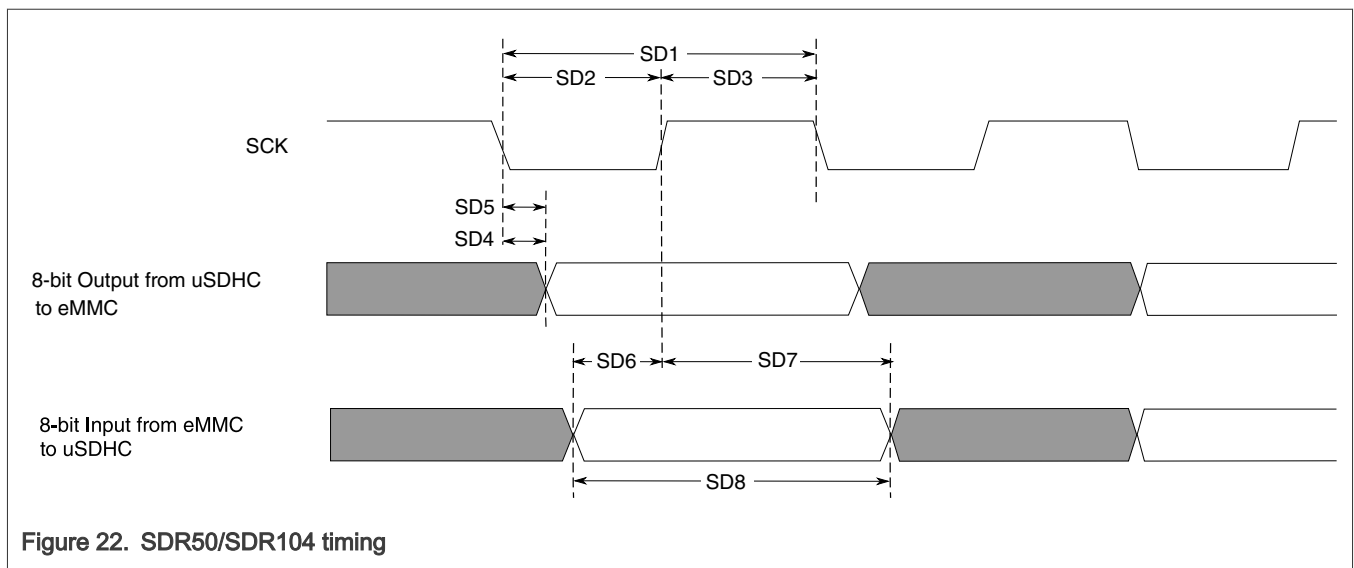 SD1
SD2
SD3
SCK
SD5
SD4
8-bit Output from uSDHC
to eMMC
SD6
SD7
8-bit Input from eMMC
to uSDHC
SD8
Figure 22. SDR50/SDR104 timing